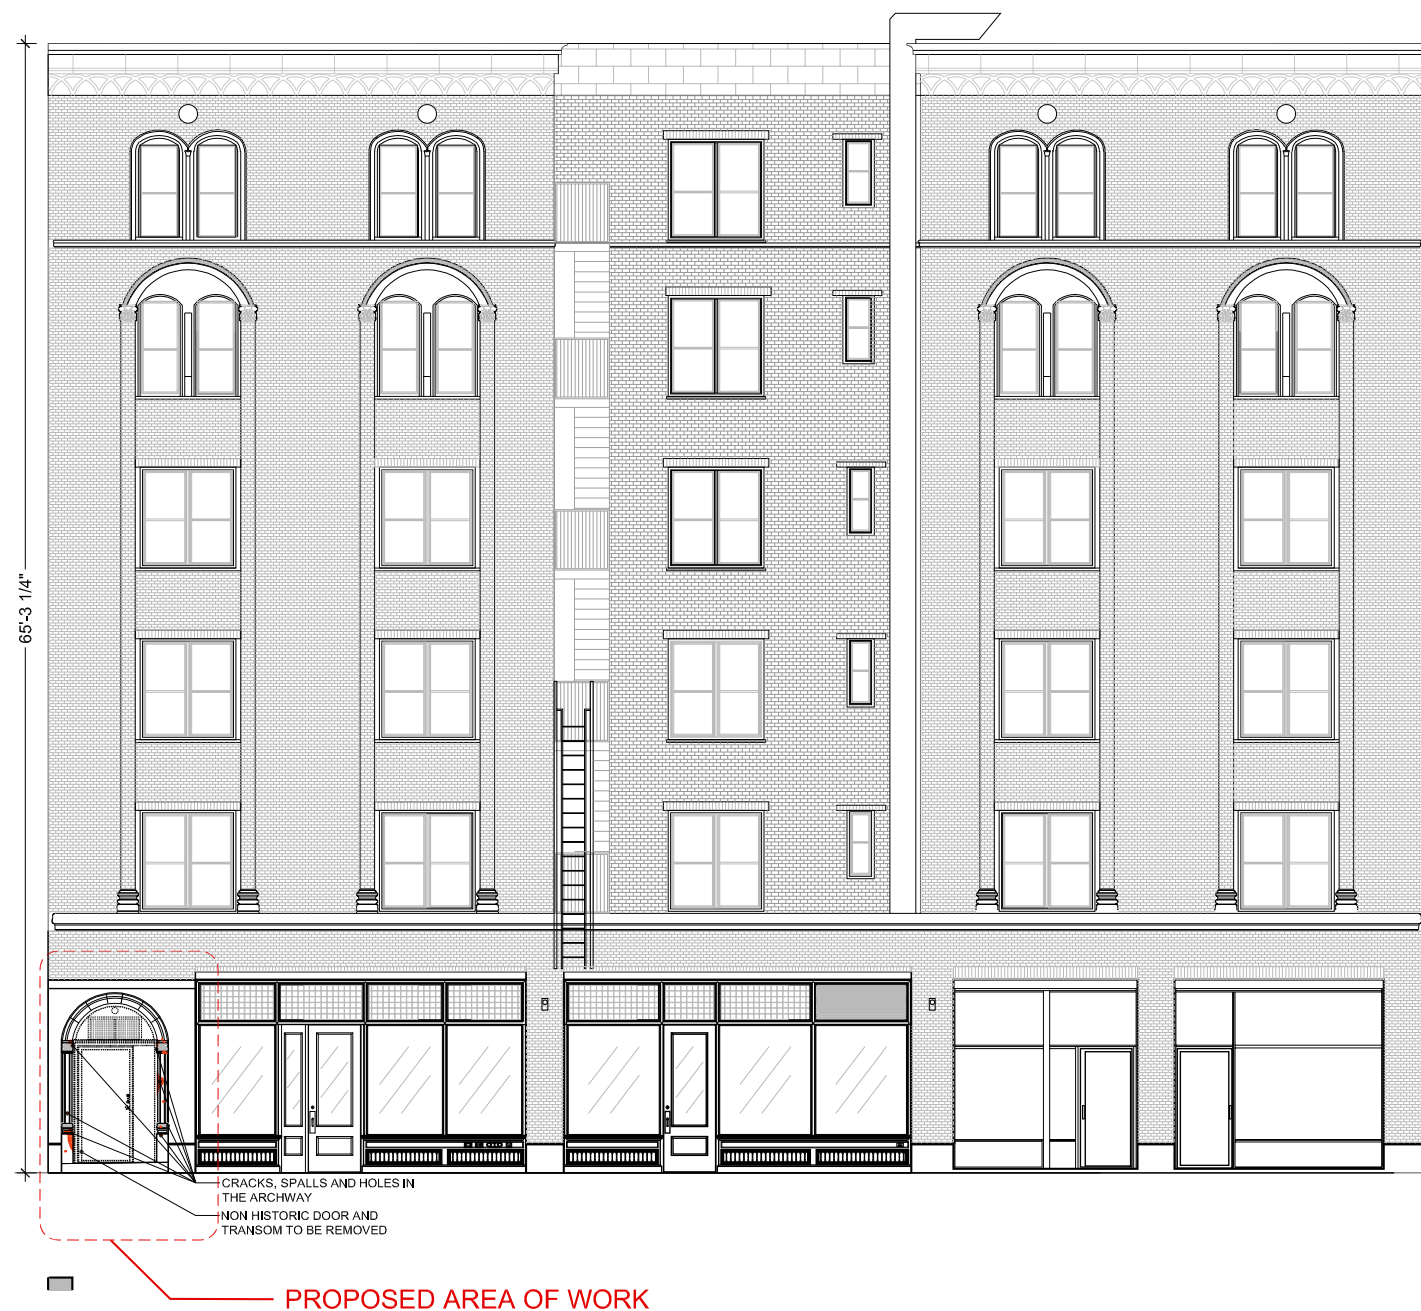 65'-3 1/4"
CRACKS, SPALLS AND HOLES IN
THE ARCHWAY
NON HISTORIC DOOR AND
TRANSOM TO BE REMOVED
PROPOSED AREA OF WORK